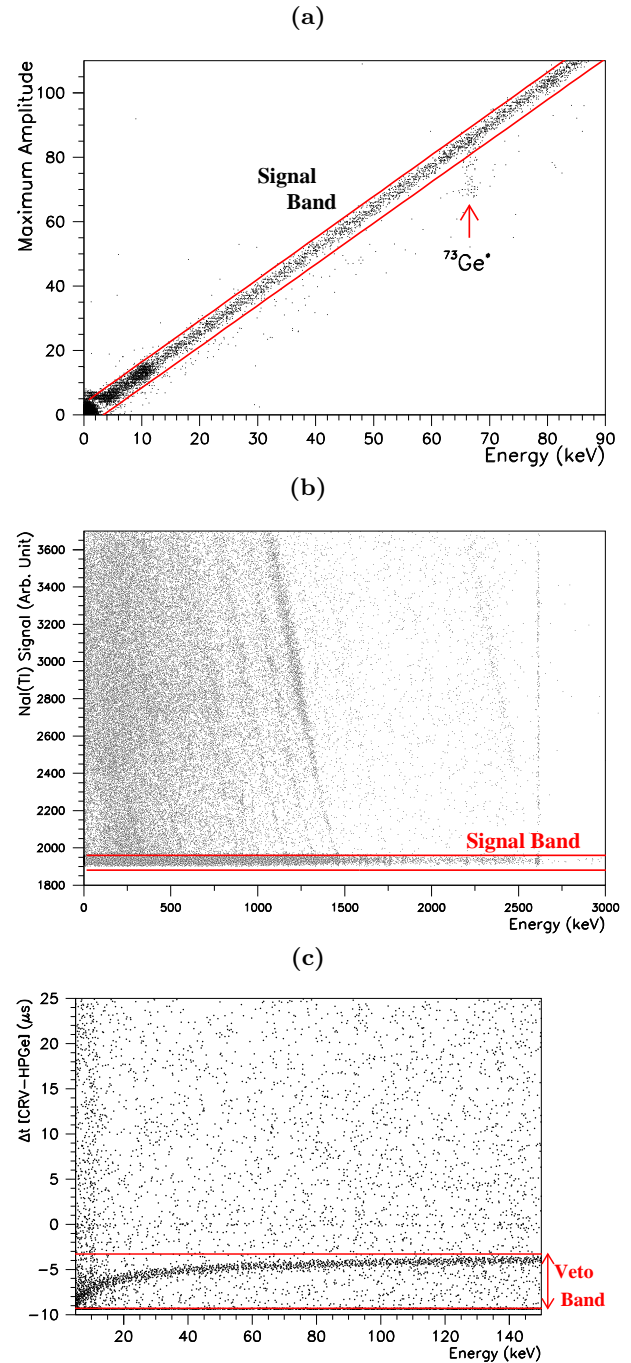 (a)
Maximum Amplitude
100
80
60
40
20
0
Signal
Band
⁷³Ge*
0 10 20 30 40 50 60 70 80 90
Energy (keV)
(b)
NaI(Tl) Signal (Arb. Unit)
3600
3400
3200
3000
2800
2600
2400
2200
2000
1800
Signal Band
0 500 1000 1500 2000 2500 3000
Energy (keV)
(c)
Δt [CRV−HPGe] (μs)
25
20
15
10
5
0
−5
−10
Veto
Band
20 40 60 80 100 120 140
Energy (keV)